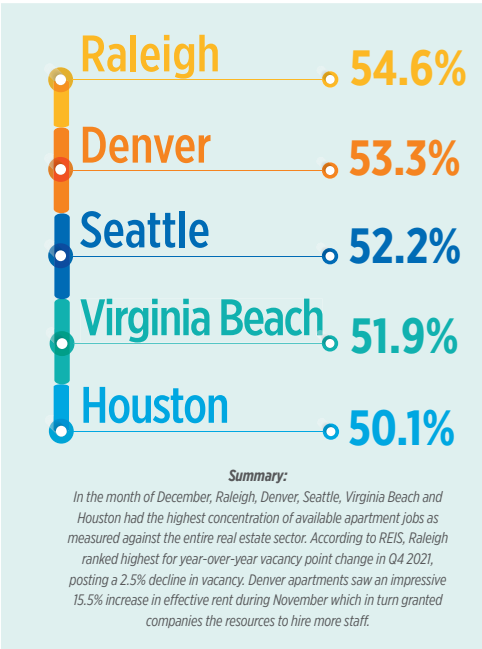 Raleigh 54.6%
Denver 53.3%
Seattle 52.2%
Virginia Beach 51.9%
Houston 50.1%
Summary:
In the month of December, Raleigh, Denver, Seattle, Virginia Beach and
Houston had the highest concentration of available apartment jobs as
measured against the entire real estate sector. According to REIS, Raleigh
ranked highest for year-over-year vacancy point change in Q4 2021,
posting a 2.5% decline in vacancy. Denver apartments saw an impressive
15.5% increase in effective rent during November which in turn granted
companies the resources to hire more staff.